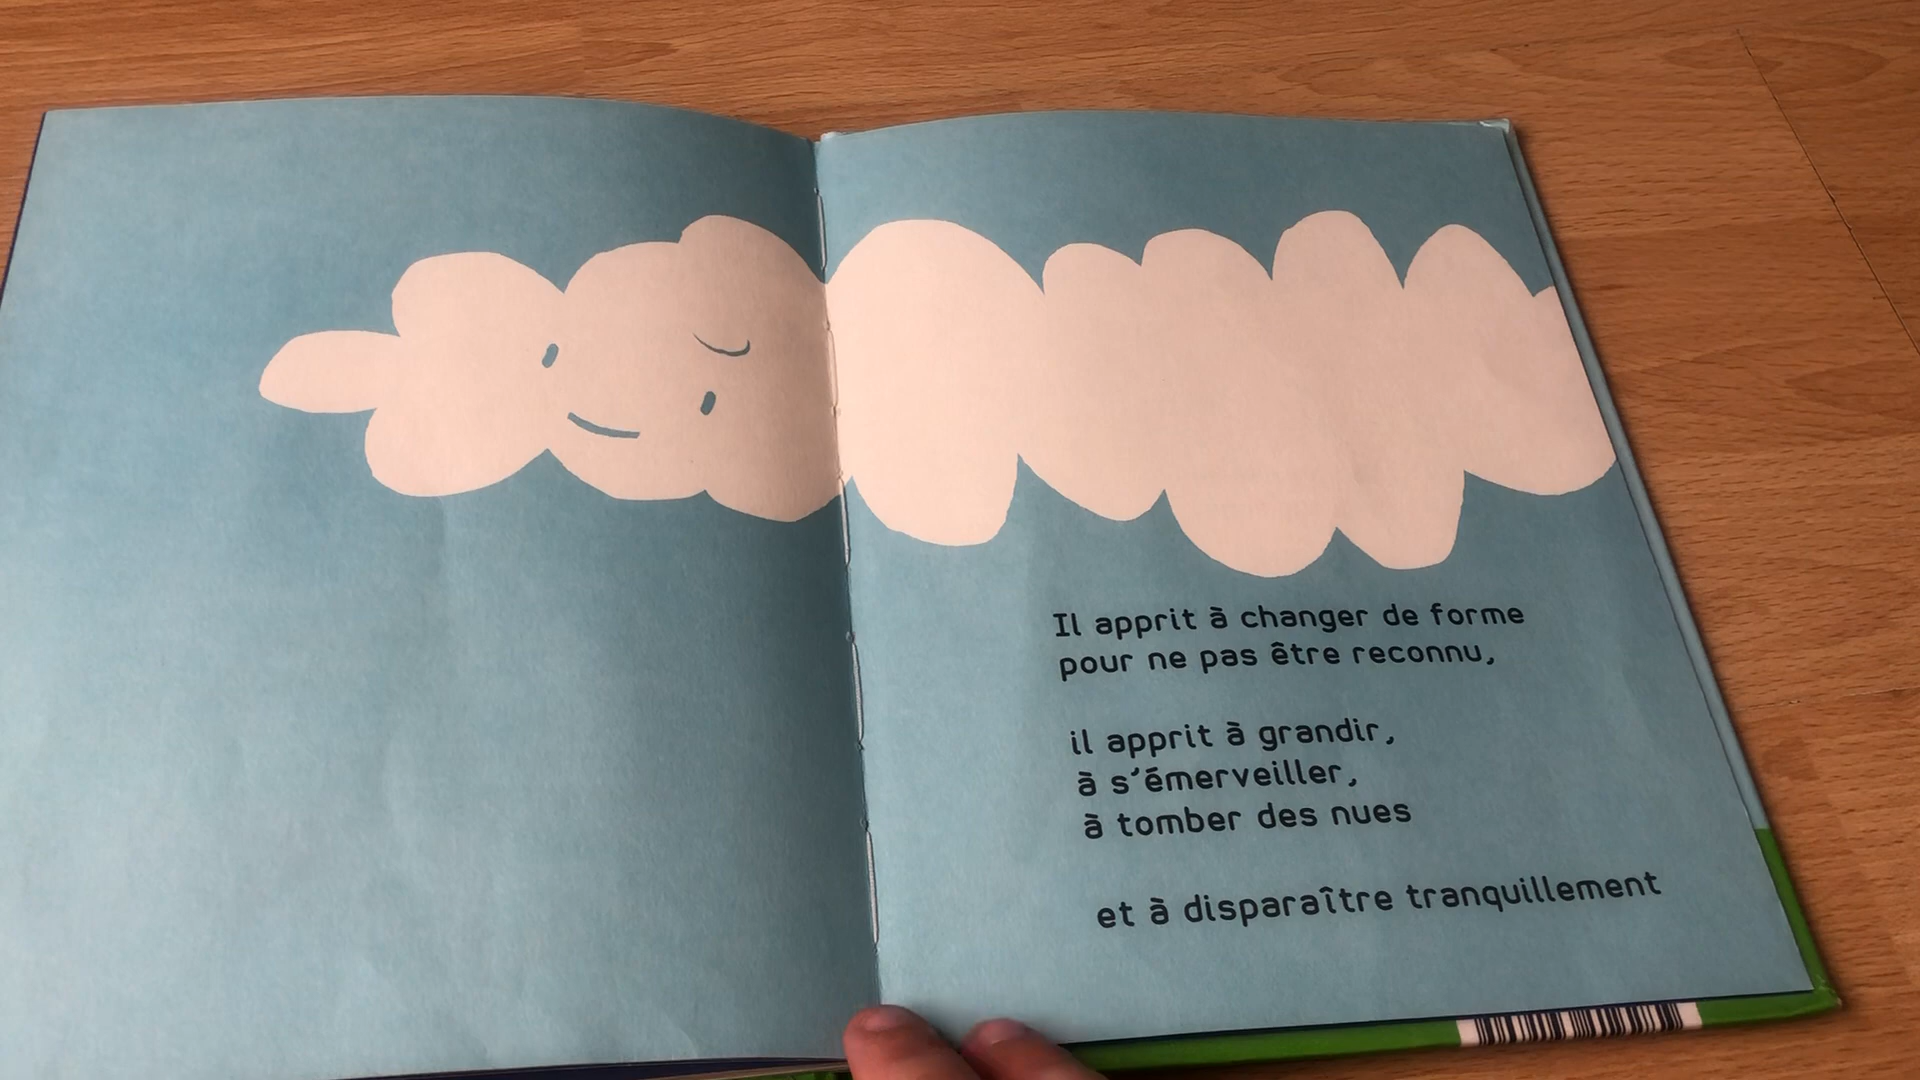 Il apprit à changer de forme
pour ne pas être reconnu,
il apprit à grandir,
à s'émerveiller,
à tomber des nues
et à disparaître tranquillement